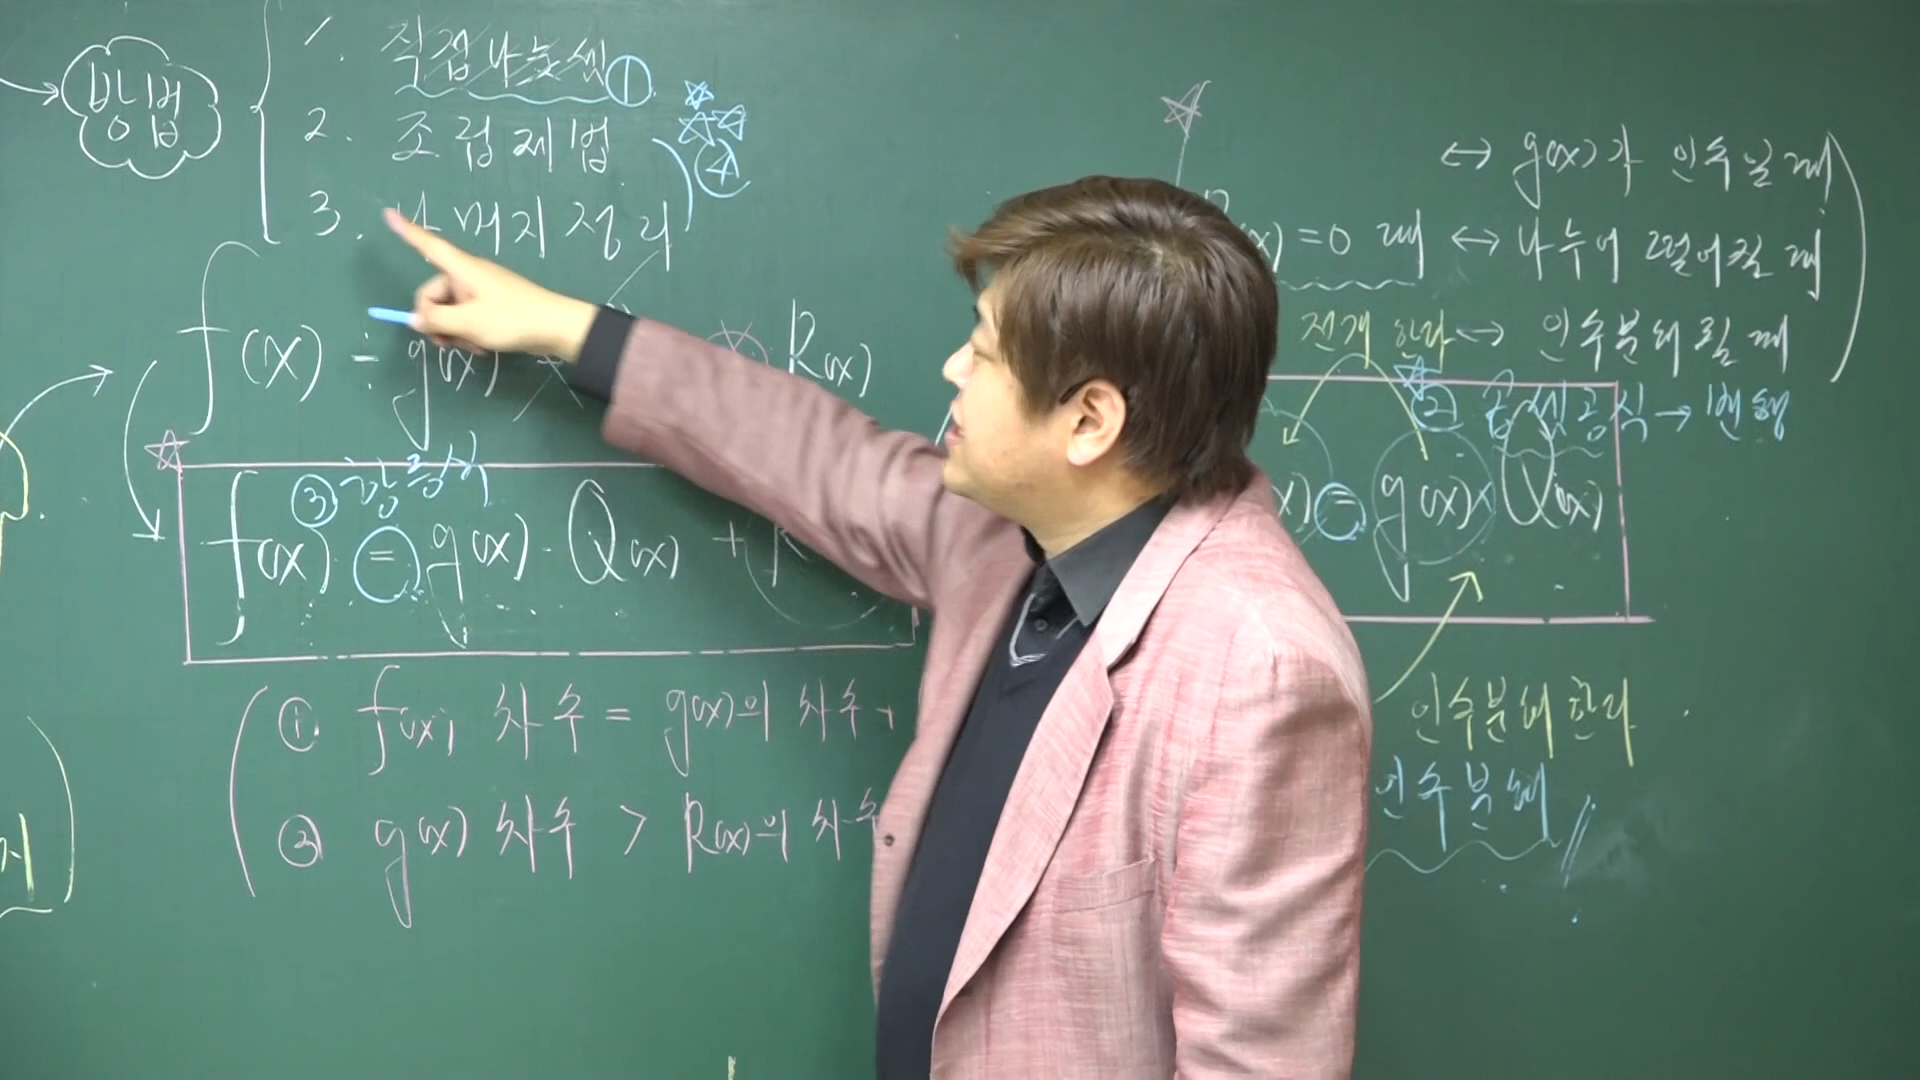 방법
1. 직접나눗셈 ①
2. 조립제법
3. 나머지정리 ④
f(x) ÷ g(x) R(x)
③ 항등식
f(x) = g(x) · Q(x) + R
① f(x) 차수 = g(x)의 차수 +
② g(x) 차수 > R(x)의 차수
↔ g(x)가 인수일 때
(x) = 0 때 ↔ 나누어 떨어질 때
전개한다 ↔ 인수분해될 때
② 곱셈공식 →
x) = g(x) × Q(x)
인수분해한다.
인수분해